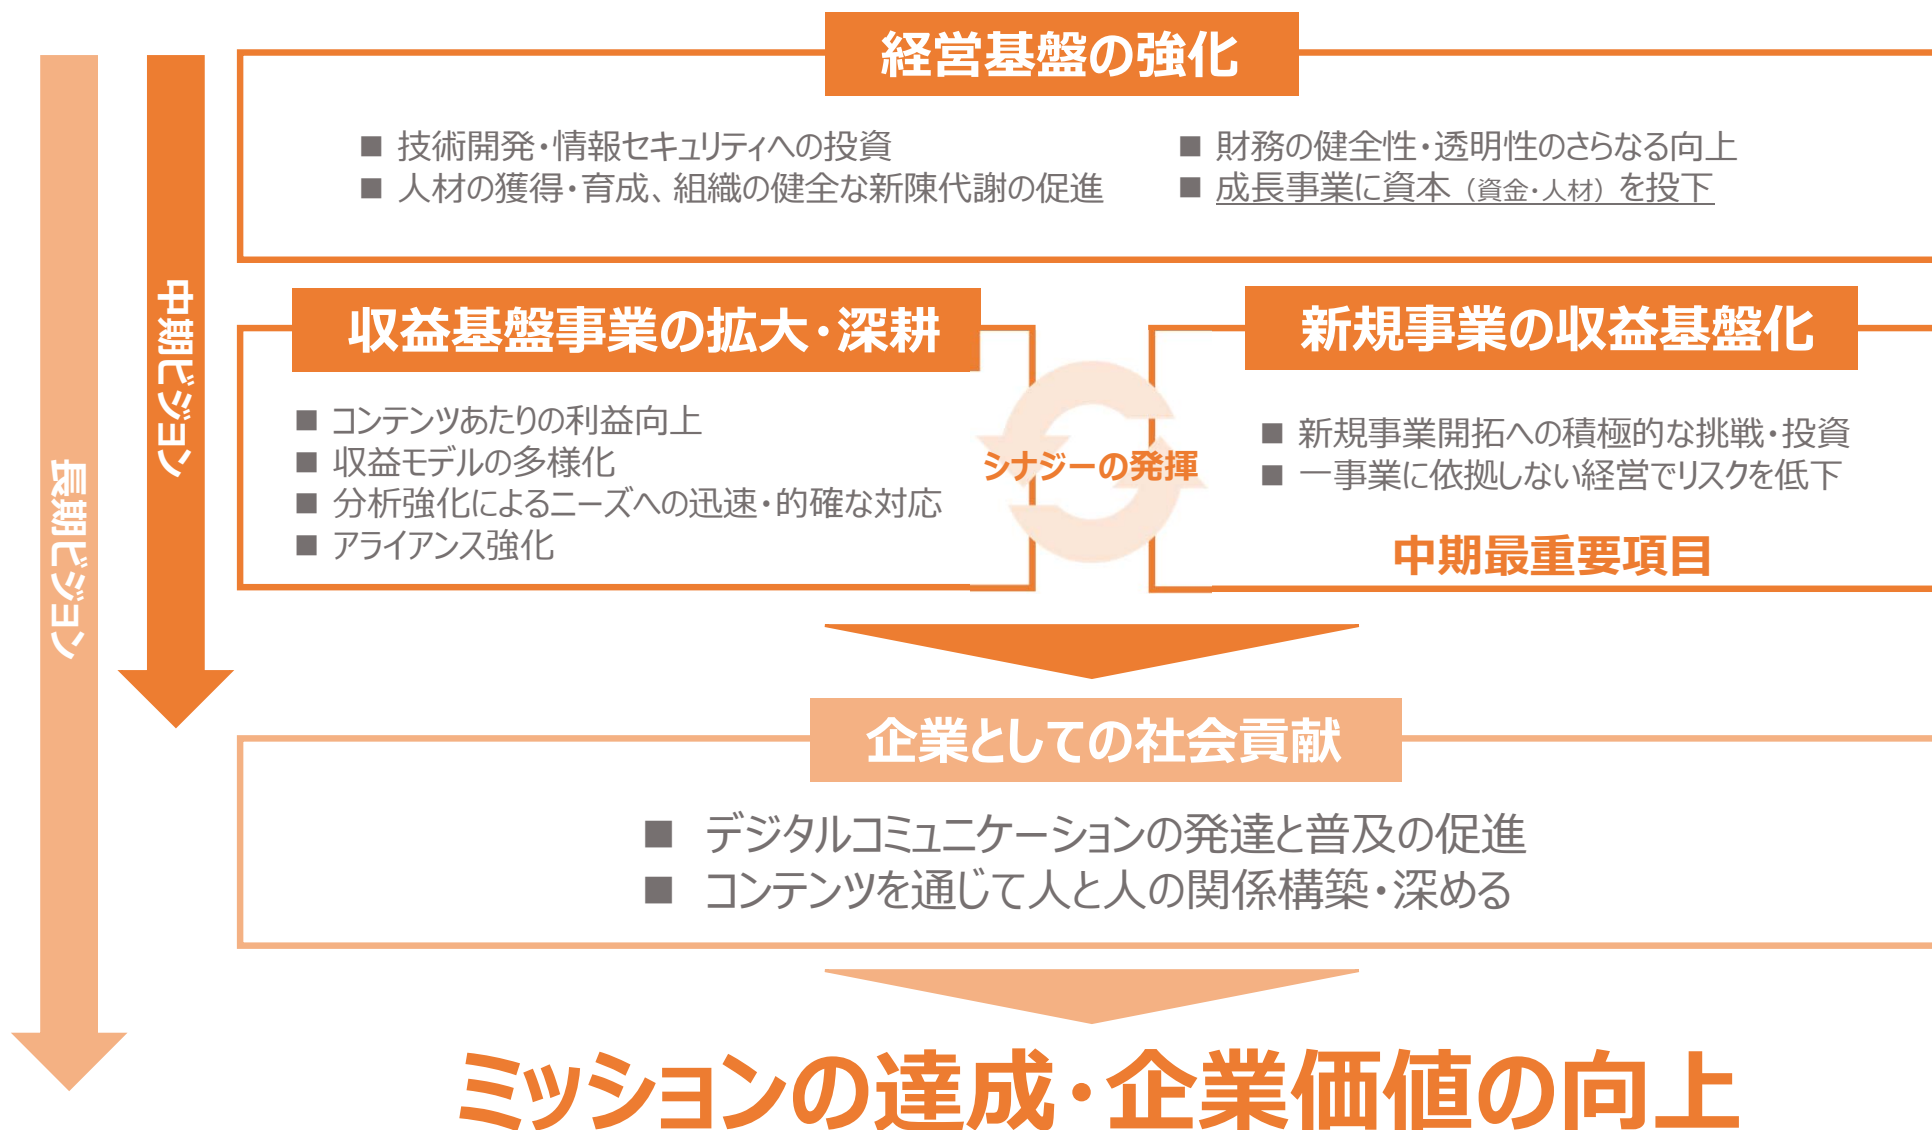 経営基盤の強化
■ 技術開発・情報セキュリティへの投資
■ 人材の獲得・育成、組織の健全な新陳代謝の促進
■ 財務の健全性・透明性のさらなる向上
■ 成長事業に資本（資金・人材）を投下
中期ビジョン
長期ビジョン
収益基盤事業の拡大・深耕
■ コンテンツあたりの利益向上
■ 収益モデルの多様化
■ 分析強化によるニーズへの迅速・的確な対応
■ アライアンス強化
シナジーの発揮
新規事業の収益基盤化
■ 新規事業開拓への積極的な挑戦・投資
■ 一事業に依拠しない経営でリスクを低下
中期最重要項目
企業としての社会貢献
■ デジタルコミュニケーションの発達と普及の促進
■ コンテンツを通じて人と人の関係構築・深める
ミッションの達成・企業価値の向上